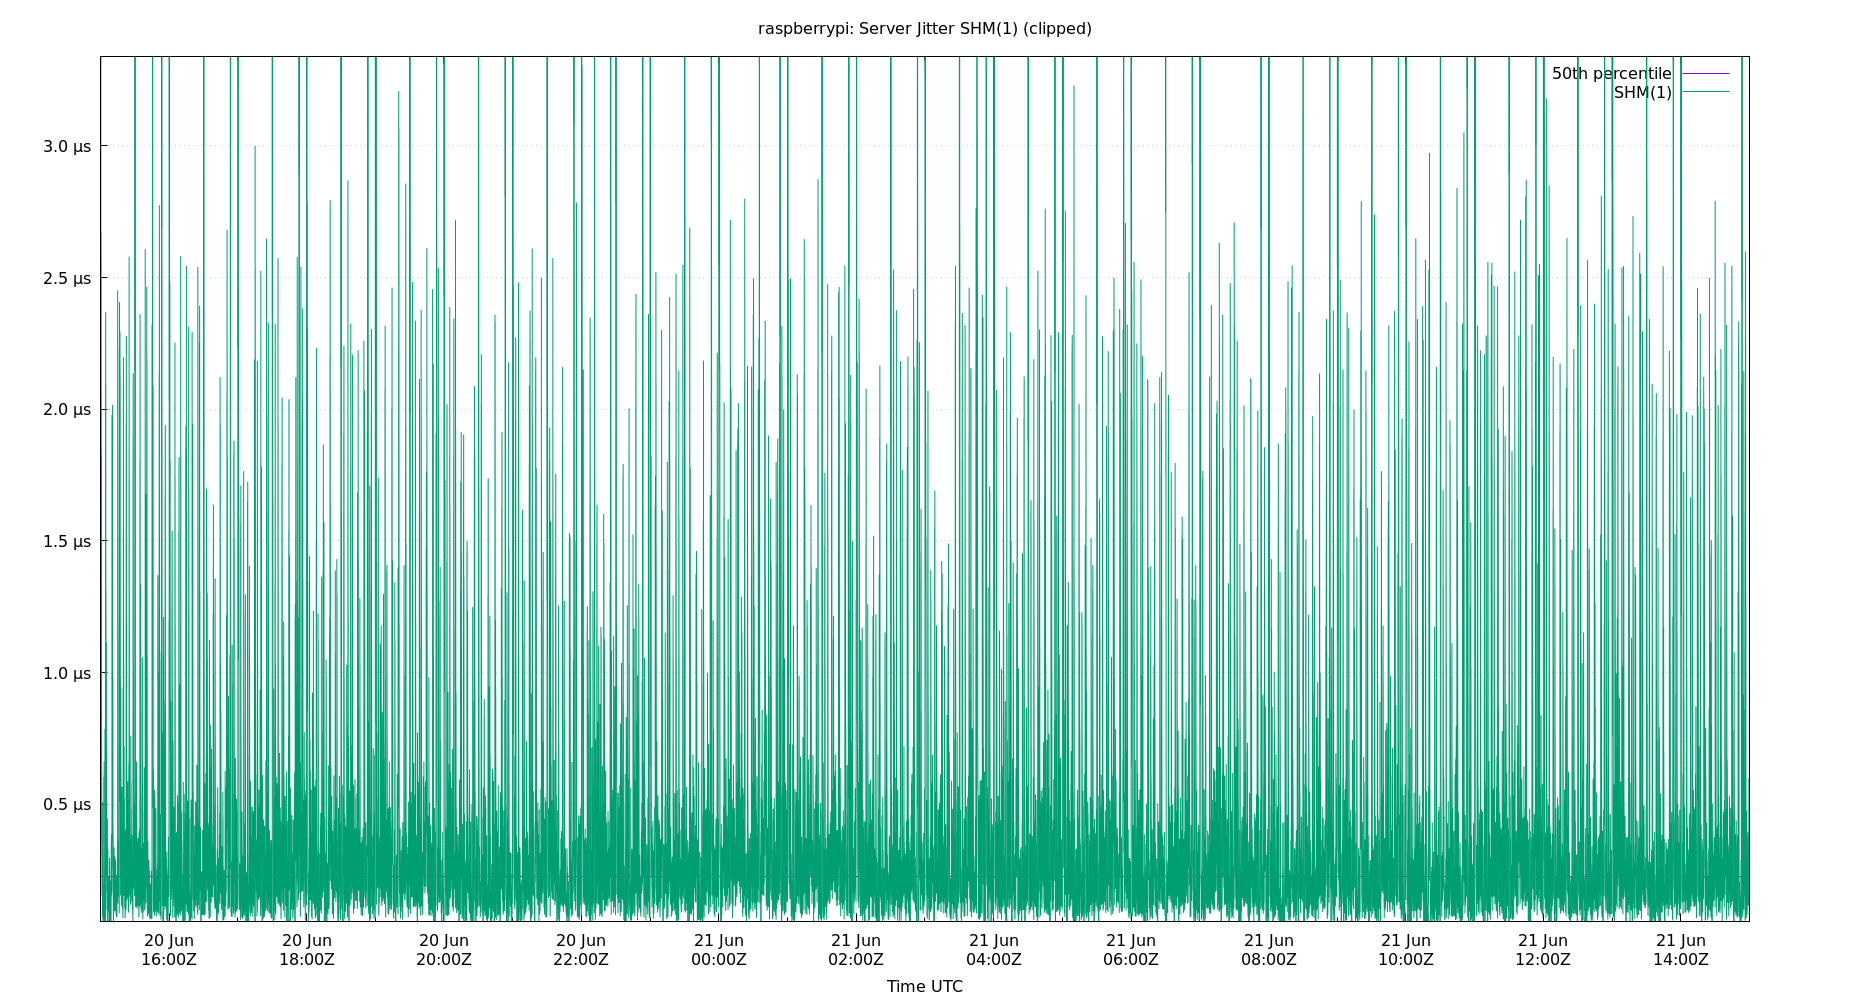 raspberrypi: Server Jitter SHM(1) (clipped)
50th percentile
SHM(1)
3.0 µs
2.5 µs
2.0 µs
1.5 µs
1.0 µs
0.5 µs
20 Jun 20 Jun 20 Jun 20 Jun 21 Jun 21 Jun 21 Jun 21 Jun 21 Jun 21 Jun 21 Jun 21 Jun
16:00Z 18:00Z 20:00Z 22:00Z 00:00Z 02:00Z 04:00Z 06:00Z 08:00Z 10:00Z 12:00Z 14:00Z
Time UTC